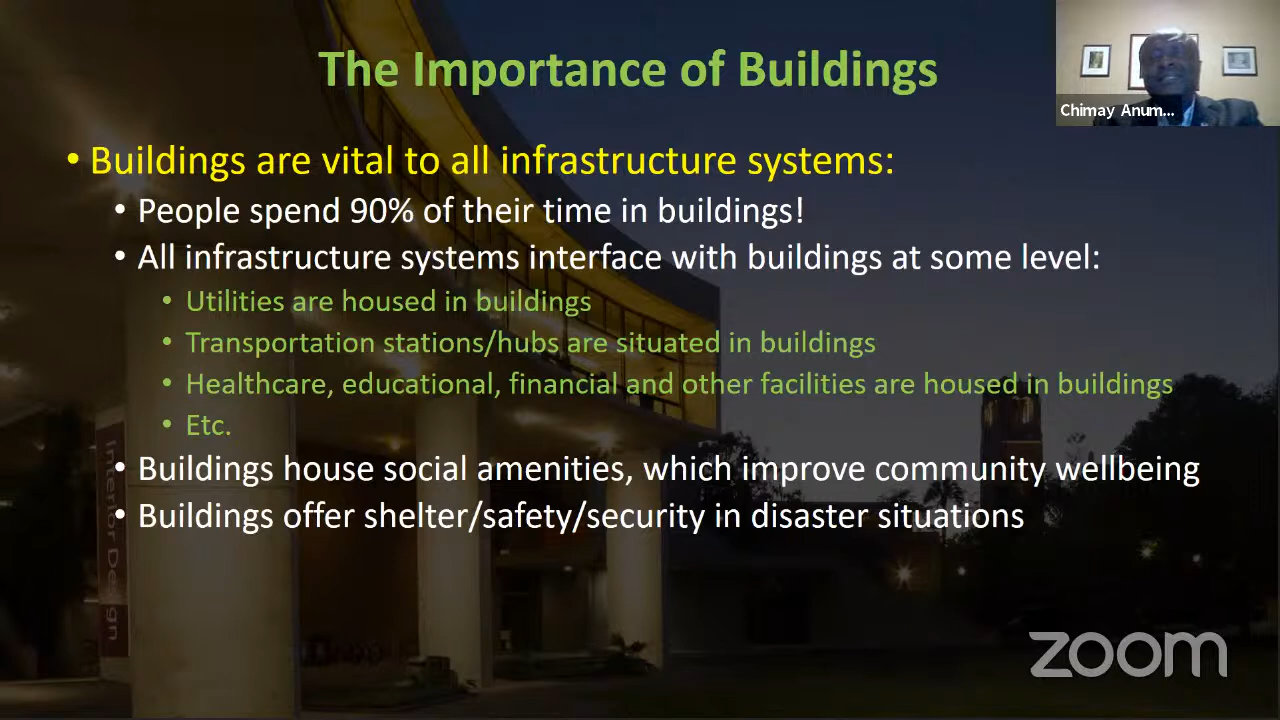 The Importance of Buildings
Chimay Anum...
• Buildings are vital to all infrastructure systems:
• People spend 90% of their time in buildings!
• All infrastructure systems interface with buildings at some level:
• Utilities are housed in buildings
• Transportation stations/hubs are situated in buildings
• Healthcare, educational, financial and other facilities are housed in buildings
• Etc.
• Buildings house social amenities, which improve community wellbeing
• Buildings offer shelter/safety/security in disaster situations
Interior Design
zoom